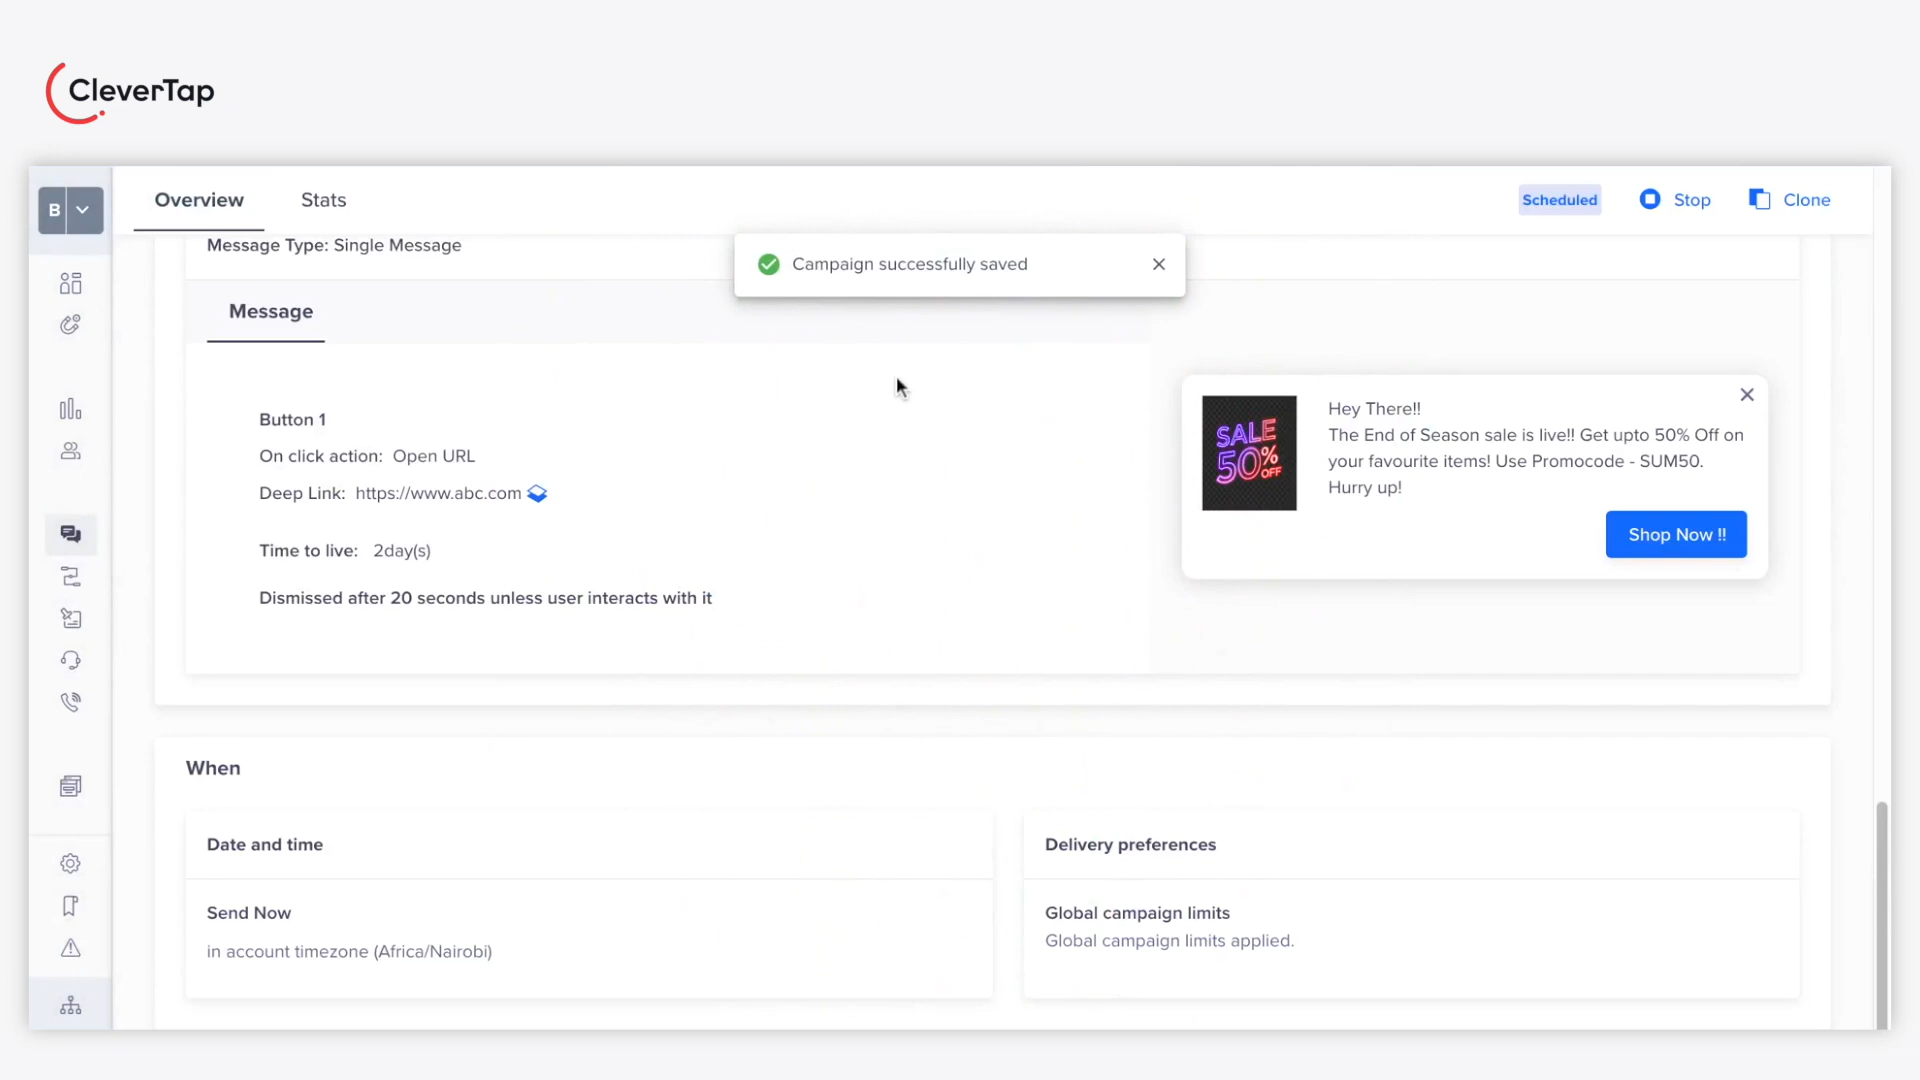 CleverTap
B
Overview
Stats
Scheduled
Stop
Clone
Message Type: Single Message
Campaign successfully saved
Message
Button 1
On click action: Open URL
Deep Link: https://www.abc.com
Time to live: 2day(s)
Dismissed after 20 seconds unless user interacts with it
SALE
50%
OFF
Hey There!!
The End of Season sale is live!! Get upto 50% Off on
your favourite items! Use Promocode - SUM50.
Hurry up!
Shop Now !!
When
Date and time
Send Now
in account timezone (Africa/Nairobi)
Delivery preferences
Global campaign limits
Global campaign limits applied.